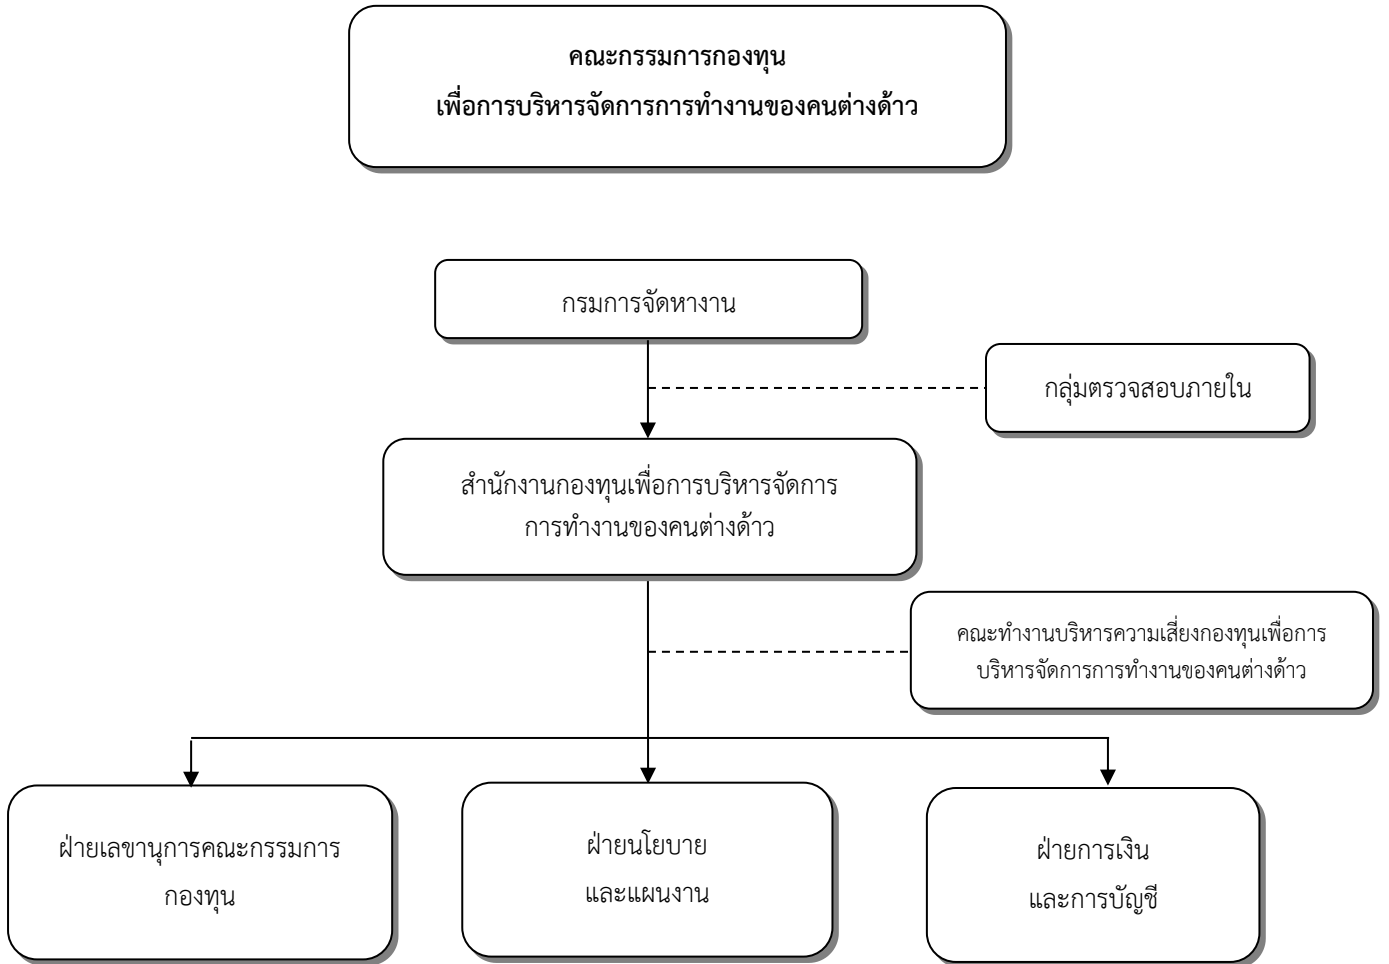 คณะกรรมการกองทุน
เพื่อการบริหารจัดการการทำงานของคนต่างด้าว
กรมการจัดหางาน
กลุ่มตรวจสอบภายใน
สำนักงานกองทุนเพื่อการบริหารจัดการ
การทำงานของคนต่างด้าว
คณะทำงานบริหารความเสี่ยงกองทุนเพื่อการ
บริหารจัดการการทำงานของคนต่างด้าว
ฝ่ายเลขานุการคณะกรรมการ
กองทุน
ฝ่ายนโยบาย
และแผนงาน
ฝ่ายการเงิน
และการบัญชี